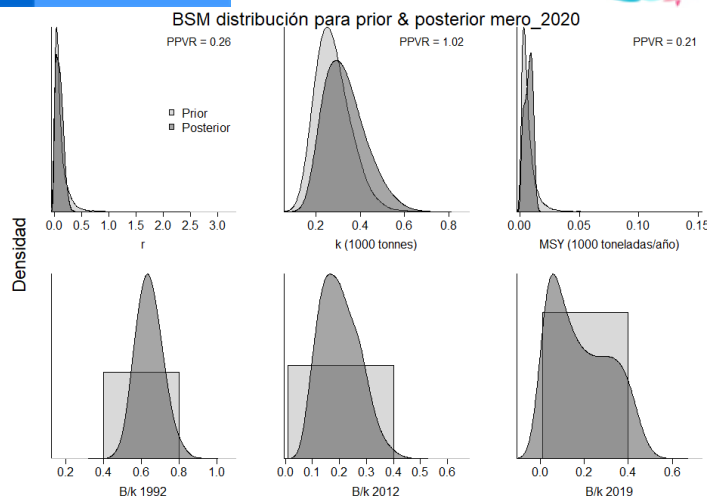 BSM distribución para prior & posterior mero_2020
PPVR = 0.26
PPVR = 1.02
PPVR = 0.21
Prior
Posterior
Densidad
0.0 0.5 1.0 1.5 2.0 2.5 3.0
r
0.2 0.4 0.6 0.8
k (1000 tonnes)
0.00 0.05 0.10 0.15
MSY (1000 toneladas/año)
0.2 0.4 0.6 0.8 1.0
B/k 1992
0.0 0.1 0.2 0.3 0.4 0.5 0.6
B/k 2012
0.0 0.2 0.4 0.6
B/k 2019